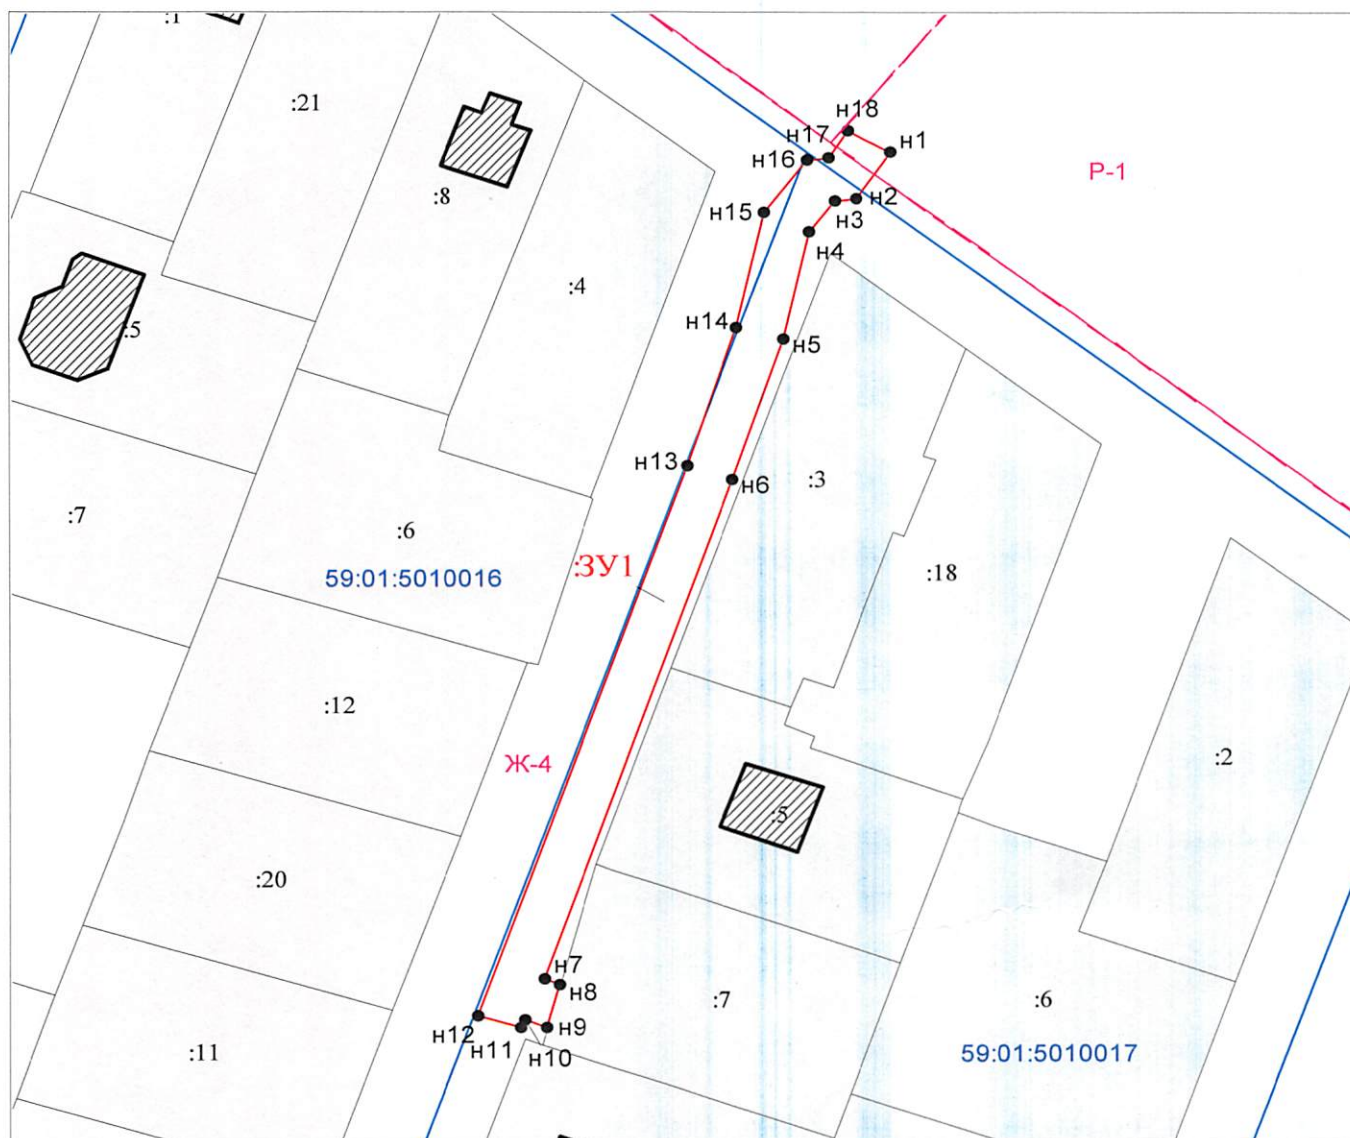 :1
:21
н18
н17
н1
н16
Р-1
:8
н2
н15
н3
н4
:4
н14
:5
н5
н13
н6
:3
:7
:6
:ЗУ1
59:01:5010016
:18
:12
Ж-4
:2
:5
:20
н7
н8
:7
:6
н12
н11
н9
н10
:11
59:01:5010017